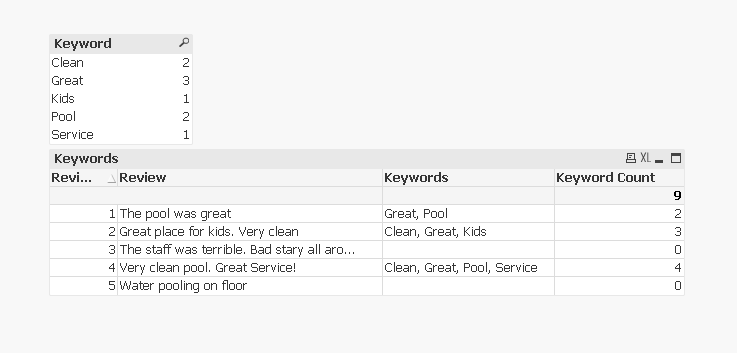 Keyword
Clean 2
Great 3
Kids 1
Pool 2
Service 1
Keywords XL
Revi... Review Keywords Keyword Count
9
1 The pool was great Great, Pool 2
2 Great place for kids. Very clean Clean, Great, Kids 3
3 The staff was terrible. Bad stary all aro... 0
4 Very clean pool. Great Service! Clean, Great, Pool, Service 4
5 Water pooling on floor 0